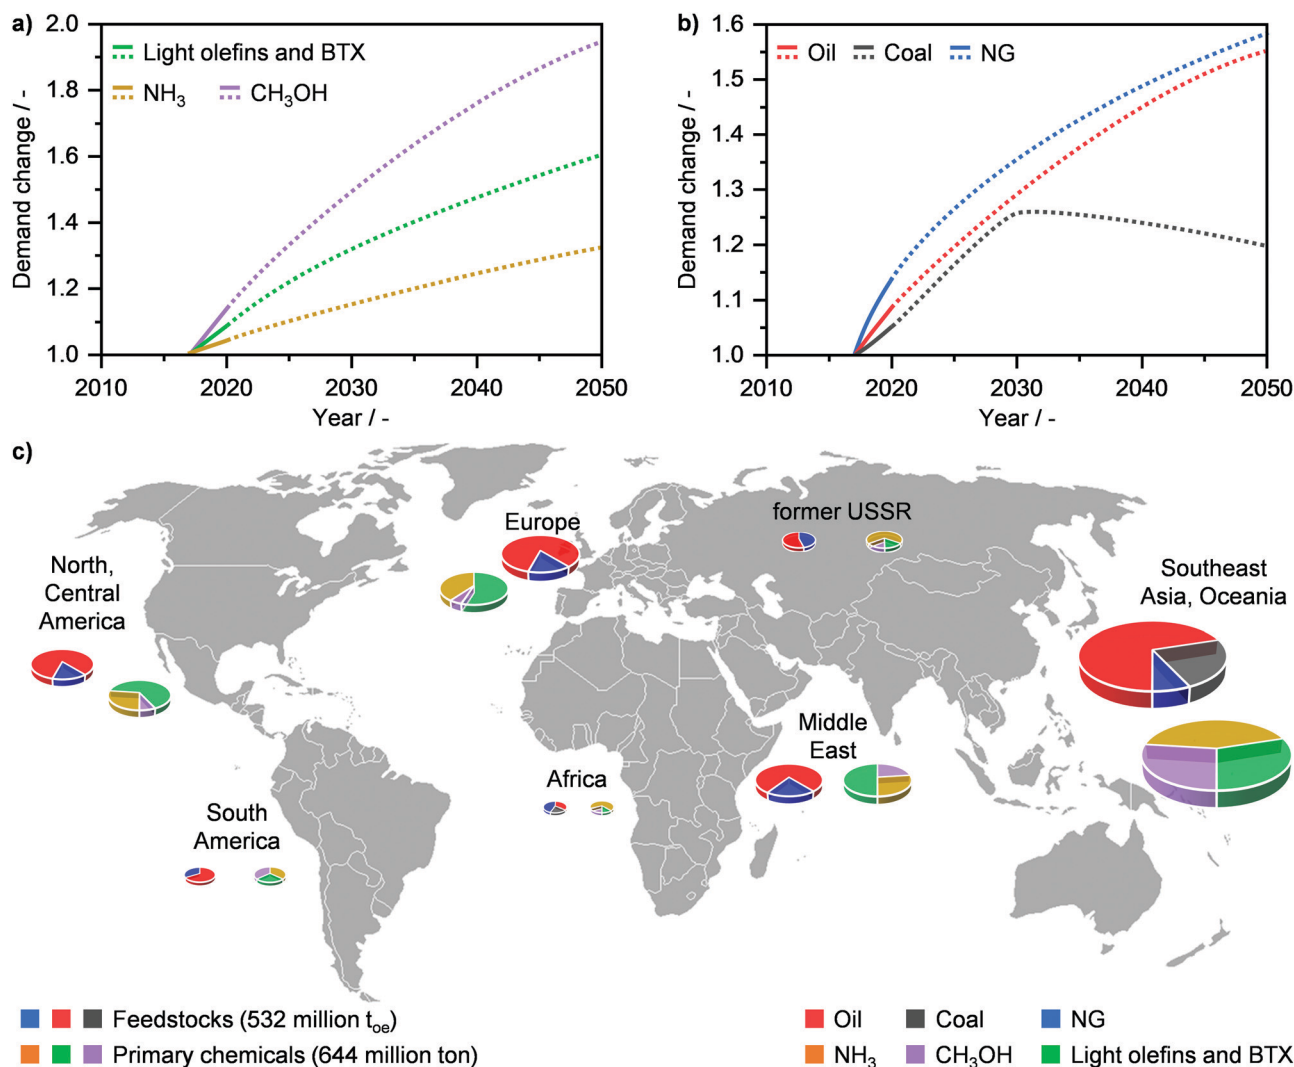 a)
2.0
1.8
1.6
1.4
1.2
1.0
Demand change / -
Light olefins and BTX
NH₃
CH₃OH
2010
2020
2030
2040
2050
Year / -
b)
1.6
1.5
1.4
1.3
1.2
1.1
1.0
Demand change / -
Oil
Coal
NG
2010
2020
2030
2040
2050
Year / -
c)
North,
Central
America
Europe
former USSR
Southeast
Asia, Oceania
Middle
East
Africa
South
America
Feedstocks (532 million tₒₑ)
Primary chemicals (644 million ton)
Oil
Coal
NG
NH₃
CH₃OH
Light olefins and BTX